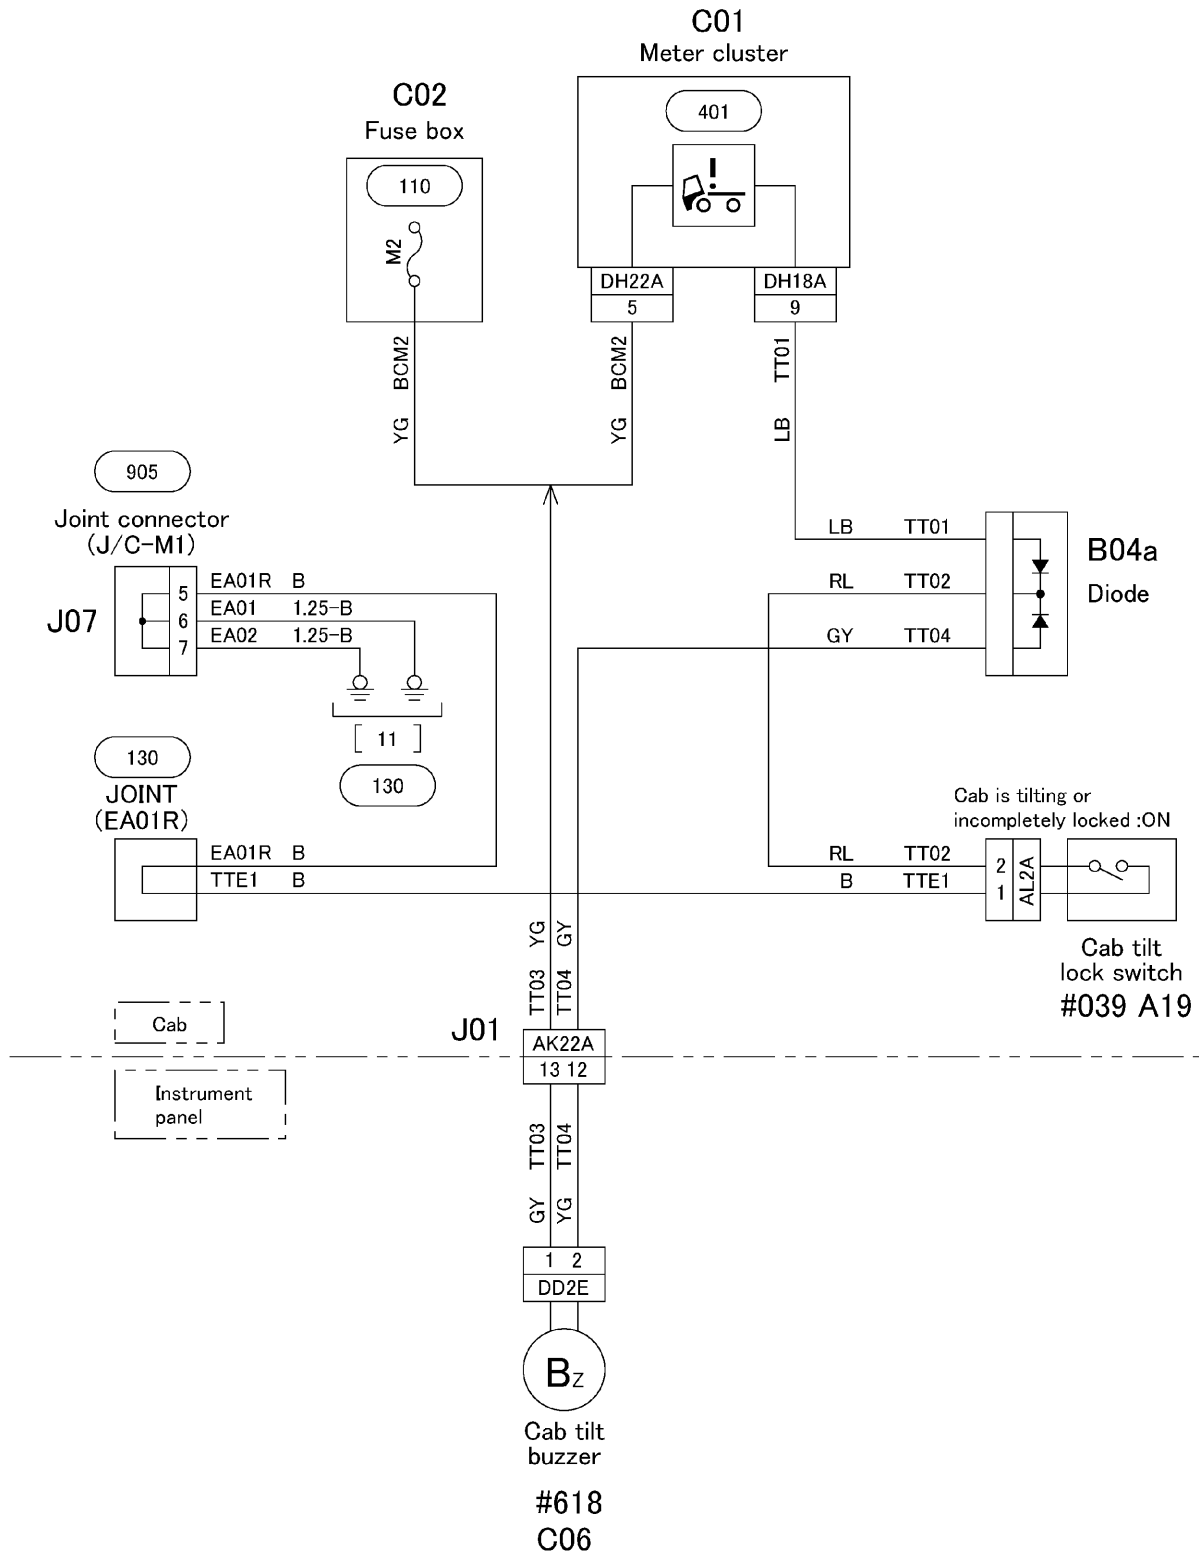 C01
Meter cluster
401
C02
Fuse box
110
M2
DH22A
5
DH18A
9
BCM2
YG
BCM2
YG
TT01
LB
905
Joint connector
(J/C-M1)
J07
5
6
7
EA01R B
EA01 1.25-B
EA02 1.25-B
[ 11 ]
130
LB TT01
RL TT02
GY TT04
B04a
Diode
130
JOINT
(EA01R)
EA01R B
TTE1 B
Cab is tilting or
incompletely locked :ON
RL TT02
B TTE1
2
1
AL2A
Cab tilt
lock switch
#039 A19
YG
GY
TT03
TT04
Cab
J01
AK22A
13 12
Instrument
panel
TT03
TT04
GY
YG
1 2
DD2E
Bz
Cab tilt
buzzer
#618
C06